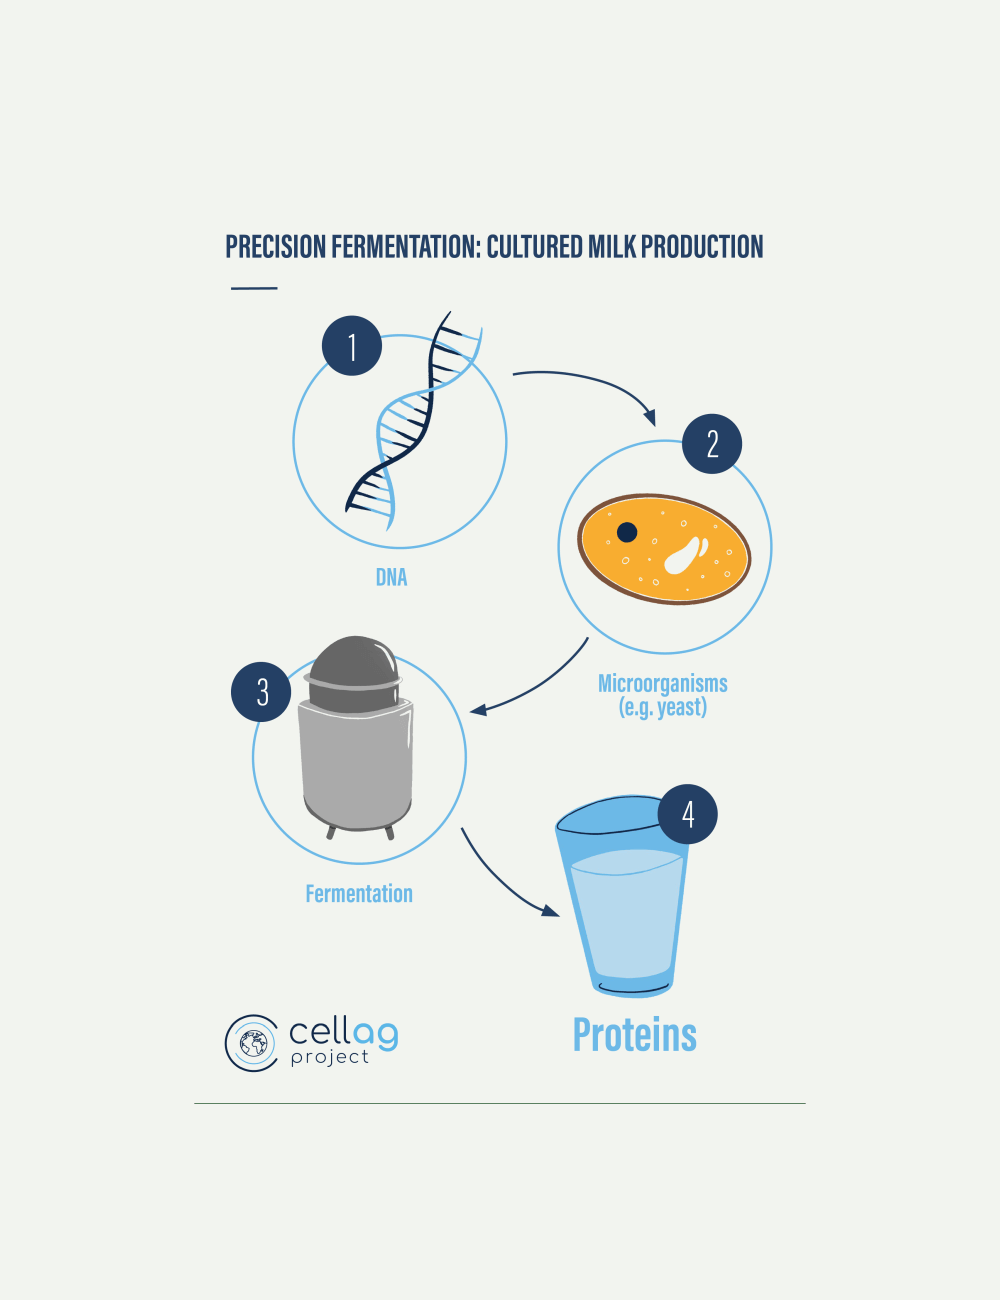 PRECISION FERMENTATION: CULTURED MILK PRODUCTION
1
DNA
2
Microorganisms
(e.g. yeast)
3
Fermentation
4
Proteins
cellag
project